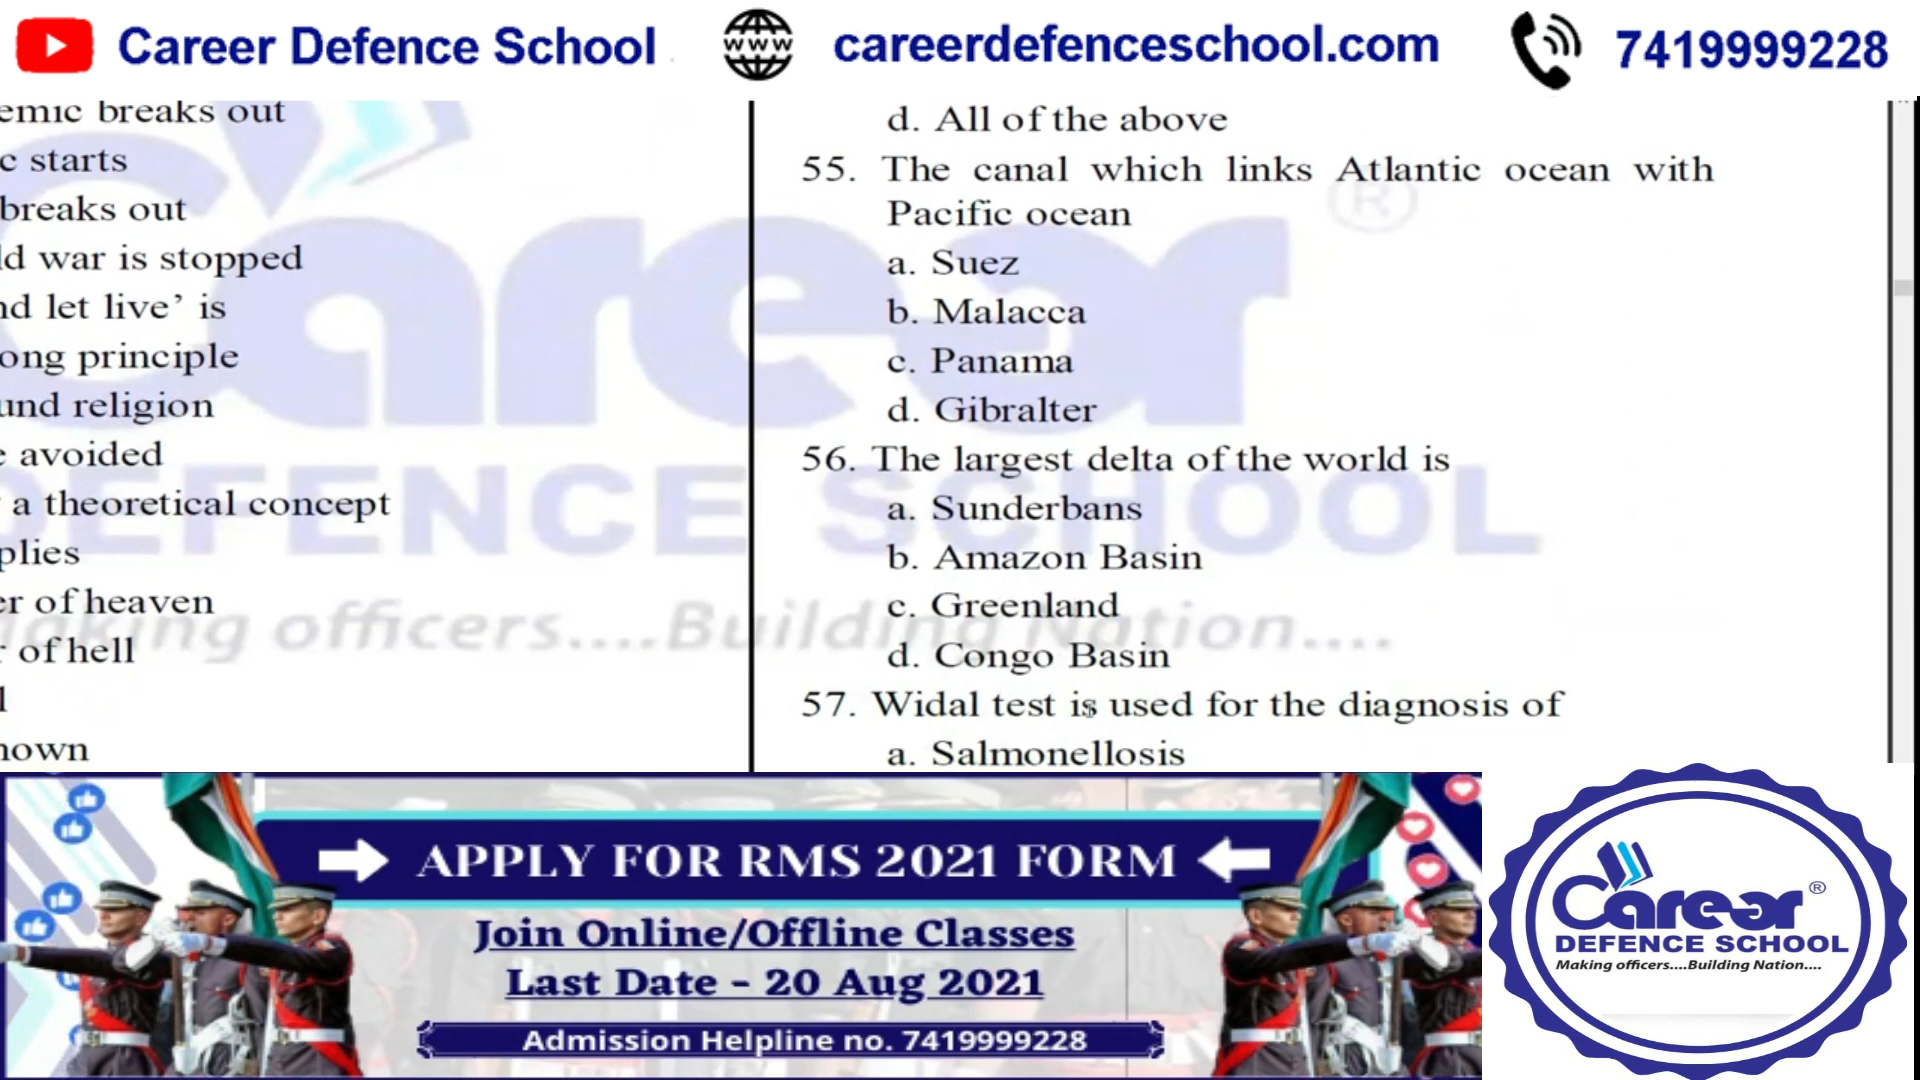 Career Defence School
www
careerdefenceschool.com
7419999228
emic breaks out
c starts
breaks out
ld war is stopped
nd let live’ is
ong principle
und religion
e avoided
a theoretical concept
plies
er of heaven
r of hell
l
nown
d. All of the above
55. The canal which links Atlantic ocean with
Pacific ocean
a. Suez
b. Malacca
c. Panama
d. Gibralter
56. The largest delta of the world is
a. Sunderbans
b. Amazon Basin
c. Greenland
d. Congo Basin
57. Widal test is used for the diagnosis of
a. Salmonellosis
Career ®
DEFENCE SCHOOL
Making officers....Building Nation....
APPLY FOR RMS 2021 FORM
Join Online/Offline Classes
Last Date - 20 Aug 2021
Admission Helpline no. 7419999228
Career ®
DEFENCE SCHOOL
Making officers....Building Nation....